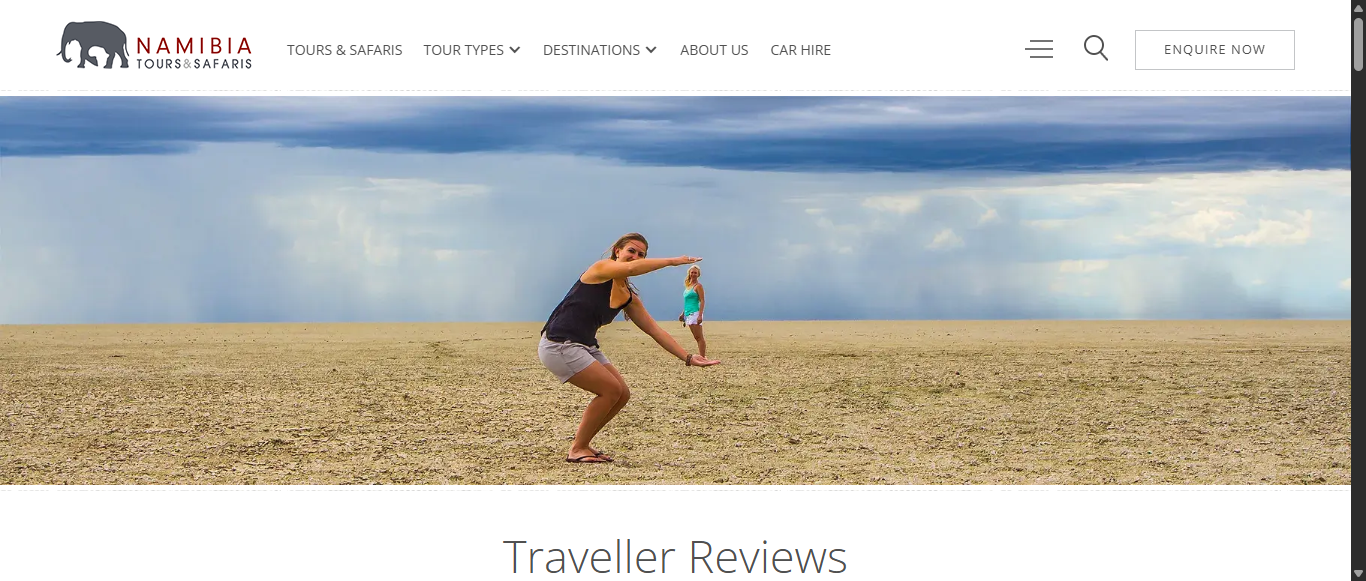 NAMIBIA
TOURS&SAFARIS
TOURS & SAFARIS
TOUR TYPES
DESTINATIONS
ABOUT US
CAR HIRE
ENQUIRE NOW
Traveller Reviews